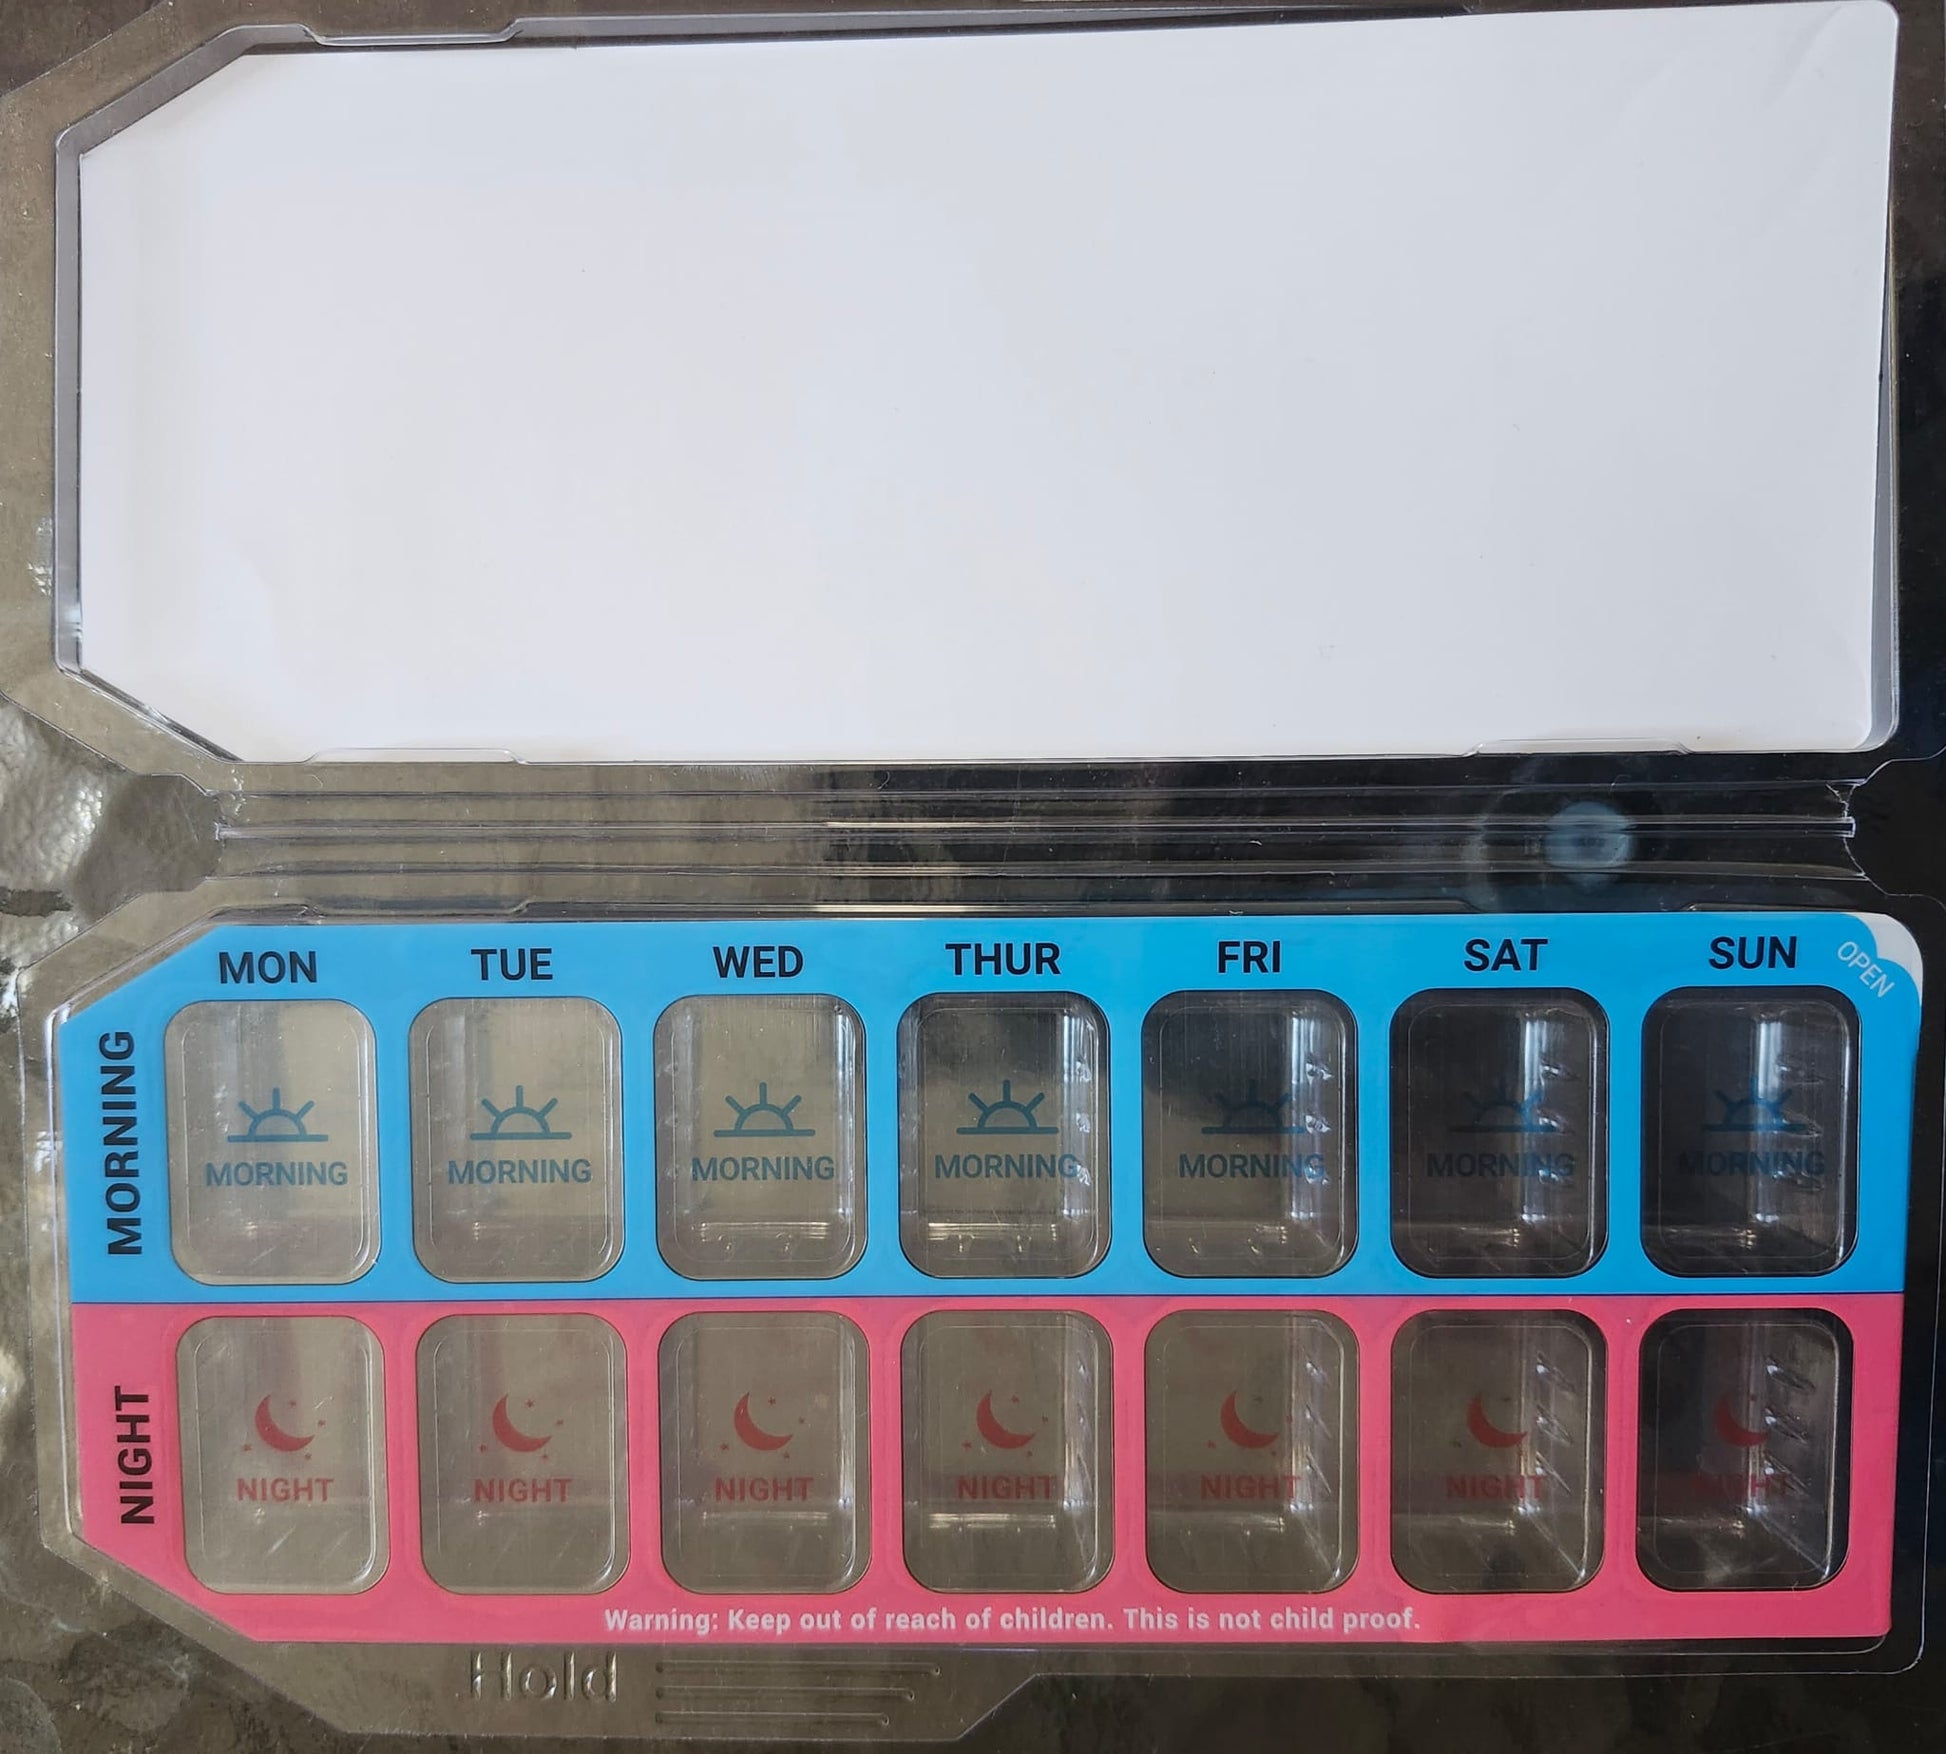 MON TUE WED THUR FRI SAT SUN OPEN
MORNING
MORNING MORNING MORNING MORNING MORNING MORNING MORNING
NIGHT
NIGHT NIGHT NIGHT NIGHT NIGHT NIGHT NIGHT
Warning: Keep out of reach of children. This is not child proof.
Hold